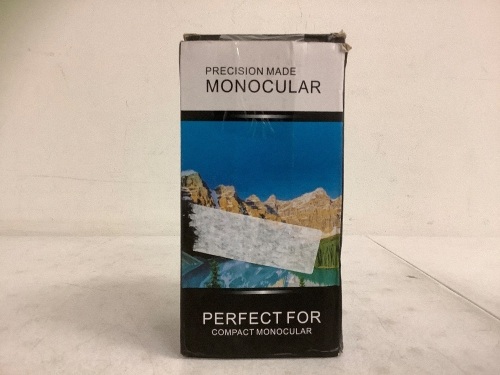 PRECISION MADE
MONOCULAR
PERFECT FOR
COMPACT MONOCULAR